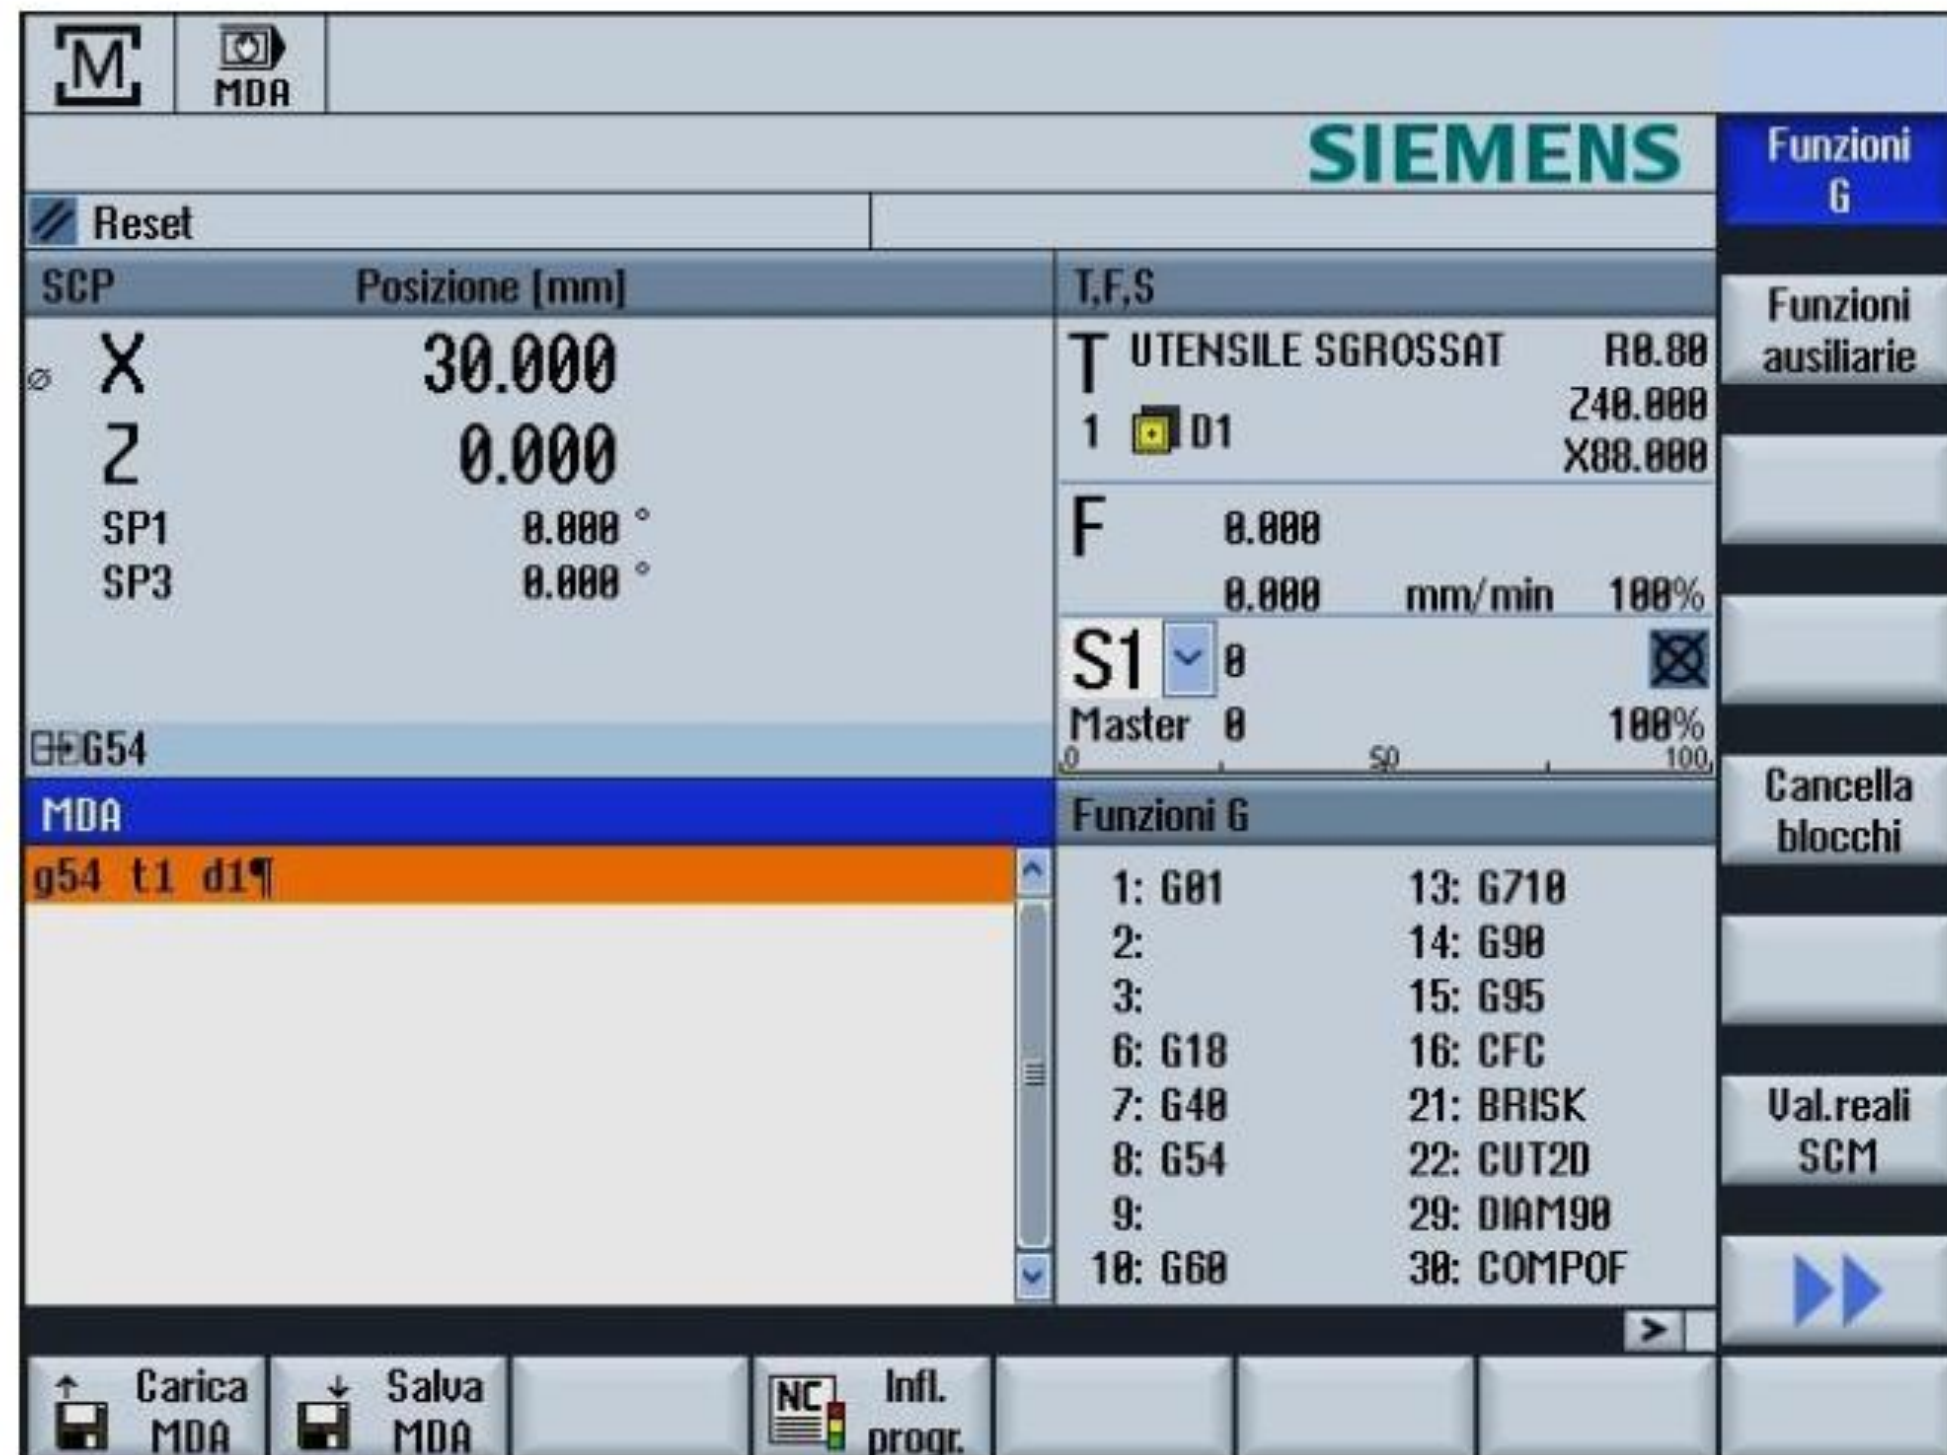 M
MDA
SIEMENS
Reset
SCP Posizione [mm]
ø X 30.000
Z 0.000
SP1 0.000 °
SP3 0.000 °
G54
T,F,S
T UTENSILE SGROSSAT R0.80
Z40.000
1 D1
X88.000
F 0.000
0.000 mm/min 100%
S1 0
Master 0 100%
0 50 100
MDA
g54 t1 d1¶
Funzioni G
1: G01 13: G710
2: 14: G90
3: 15: G95
6: G18 16: CFC
7: G40 21: BRISK
8: G54 22: CUT2D
9: 29: DIAM90
10: G60 30: COMPOF
>
Funzioni
G
Funzioni
ausiliarie
Cancella
blocchi
Val.reali
SCM
Carica
MDA
Salva
MDA
NC Infl.
progr.